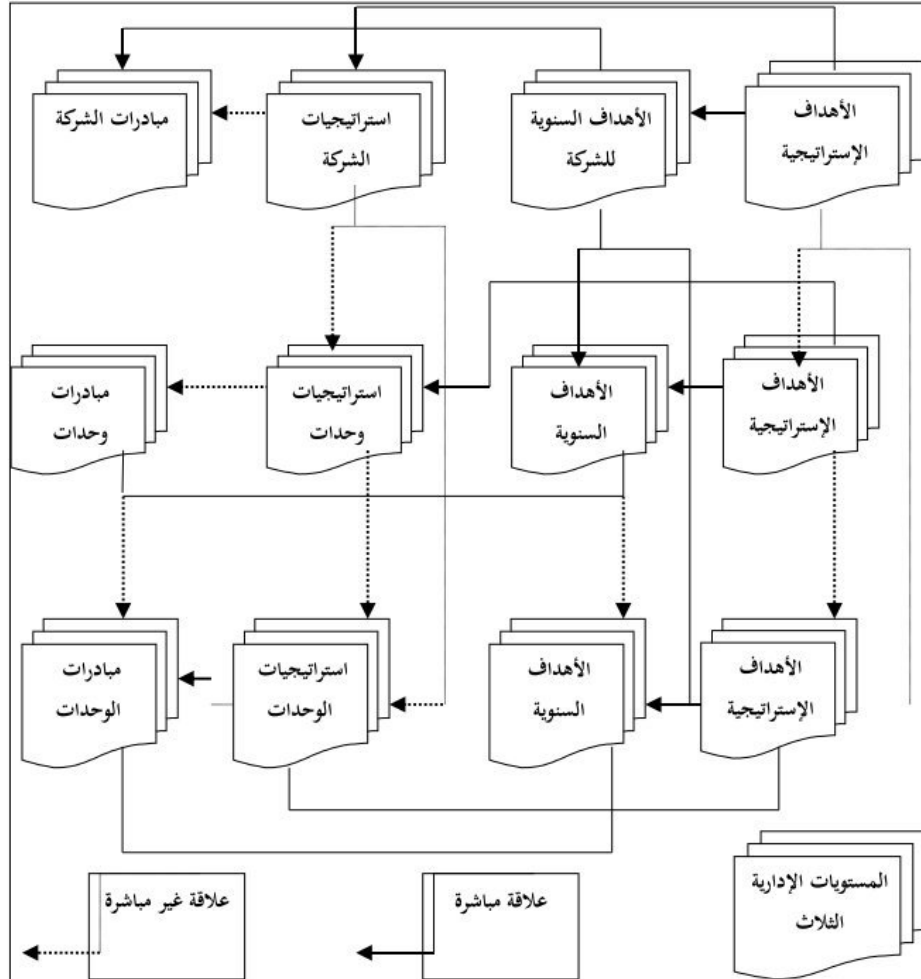 الأهداف
الإستراتيجية
الأهداف السنوية
للشركة
استراتيجيات
الشركة
مبادرات الشركة
الأهداف
الإستراتيجية
الأهداف
السنوية
استراتيجيات
وحدات
مبادرات
وحدات
الأهداف
الإستراتيجية
الأهداف
السنوية
استراتيجيات
الوحدات
مبادرات
الوحدات
المستويات الإدارية
الثلاث
علاقة مباشرة
علاقة غير مباشرة